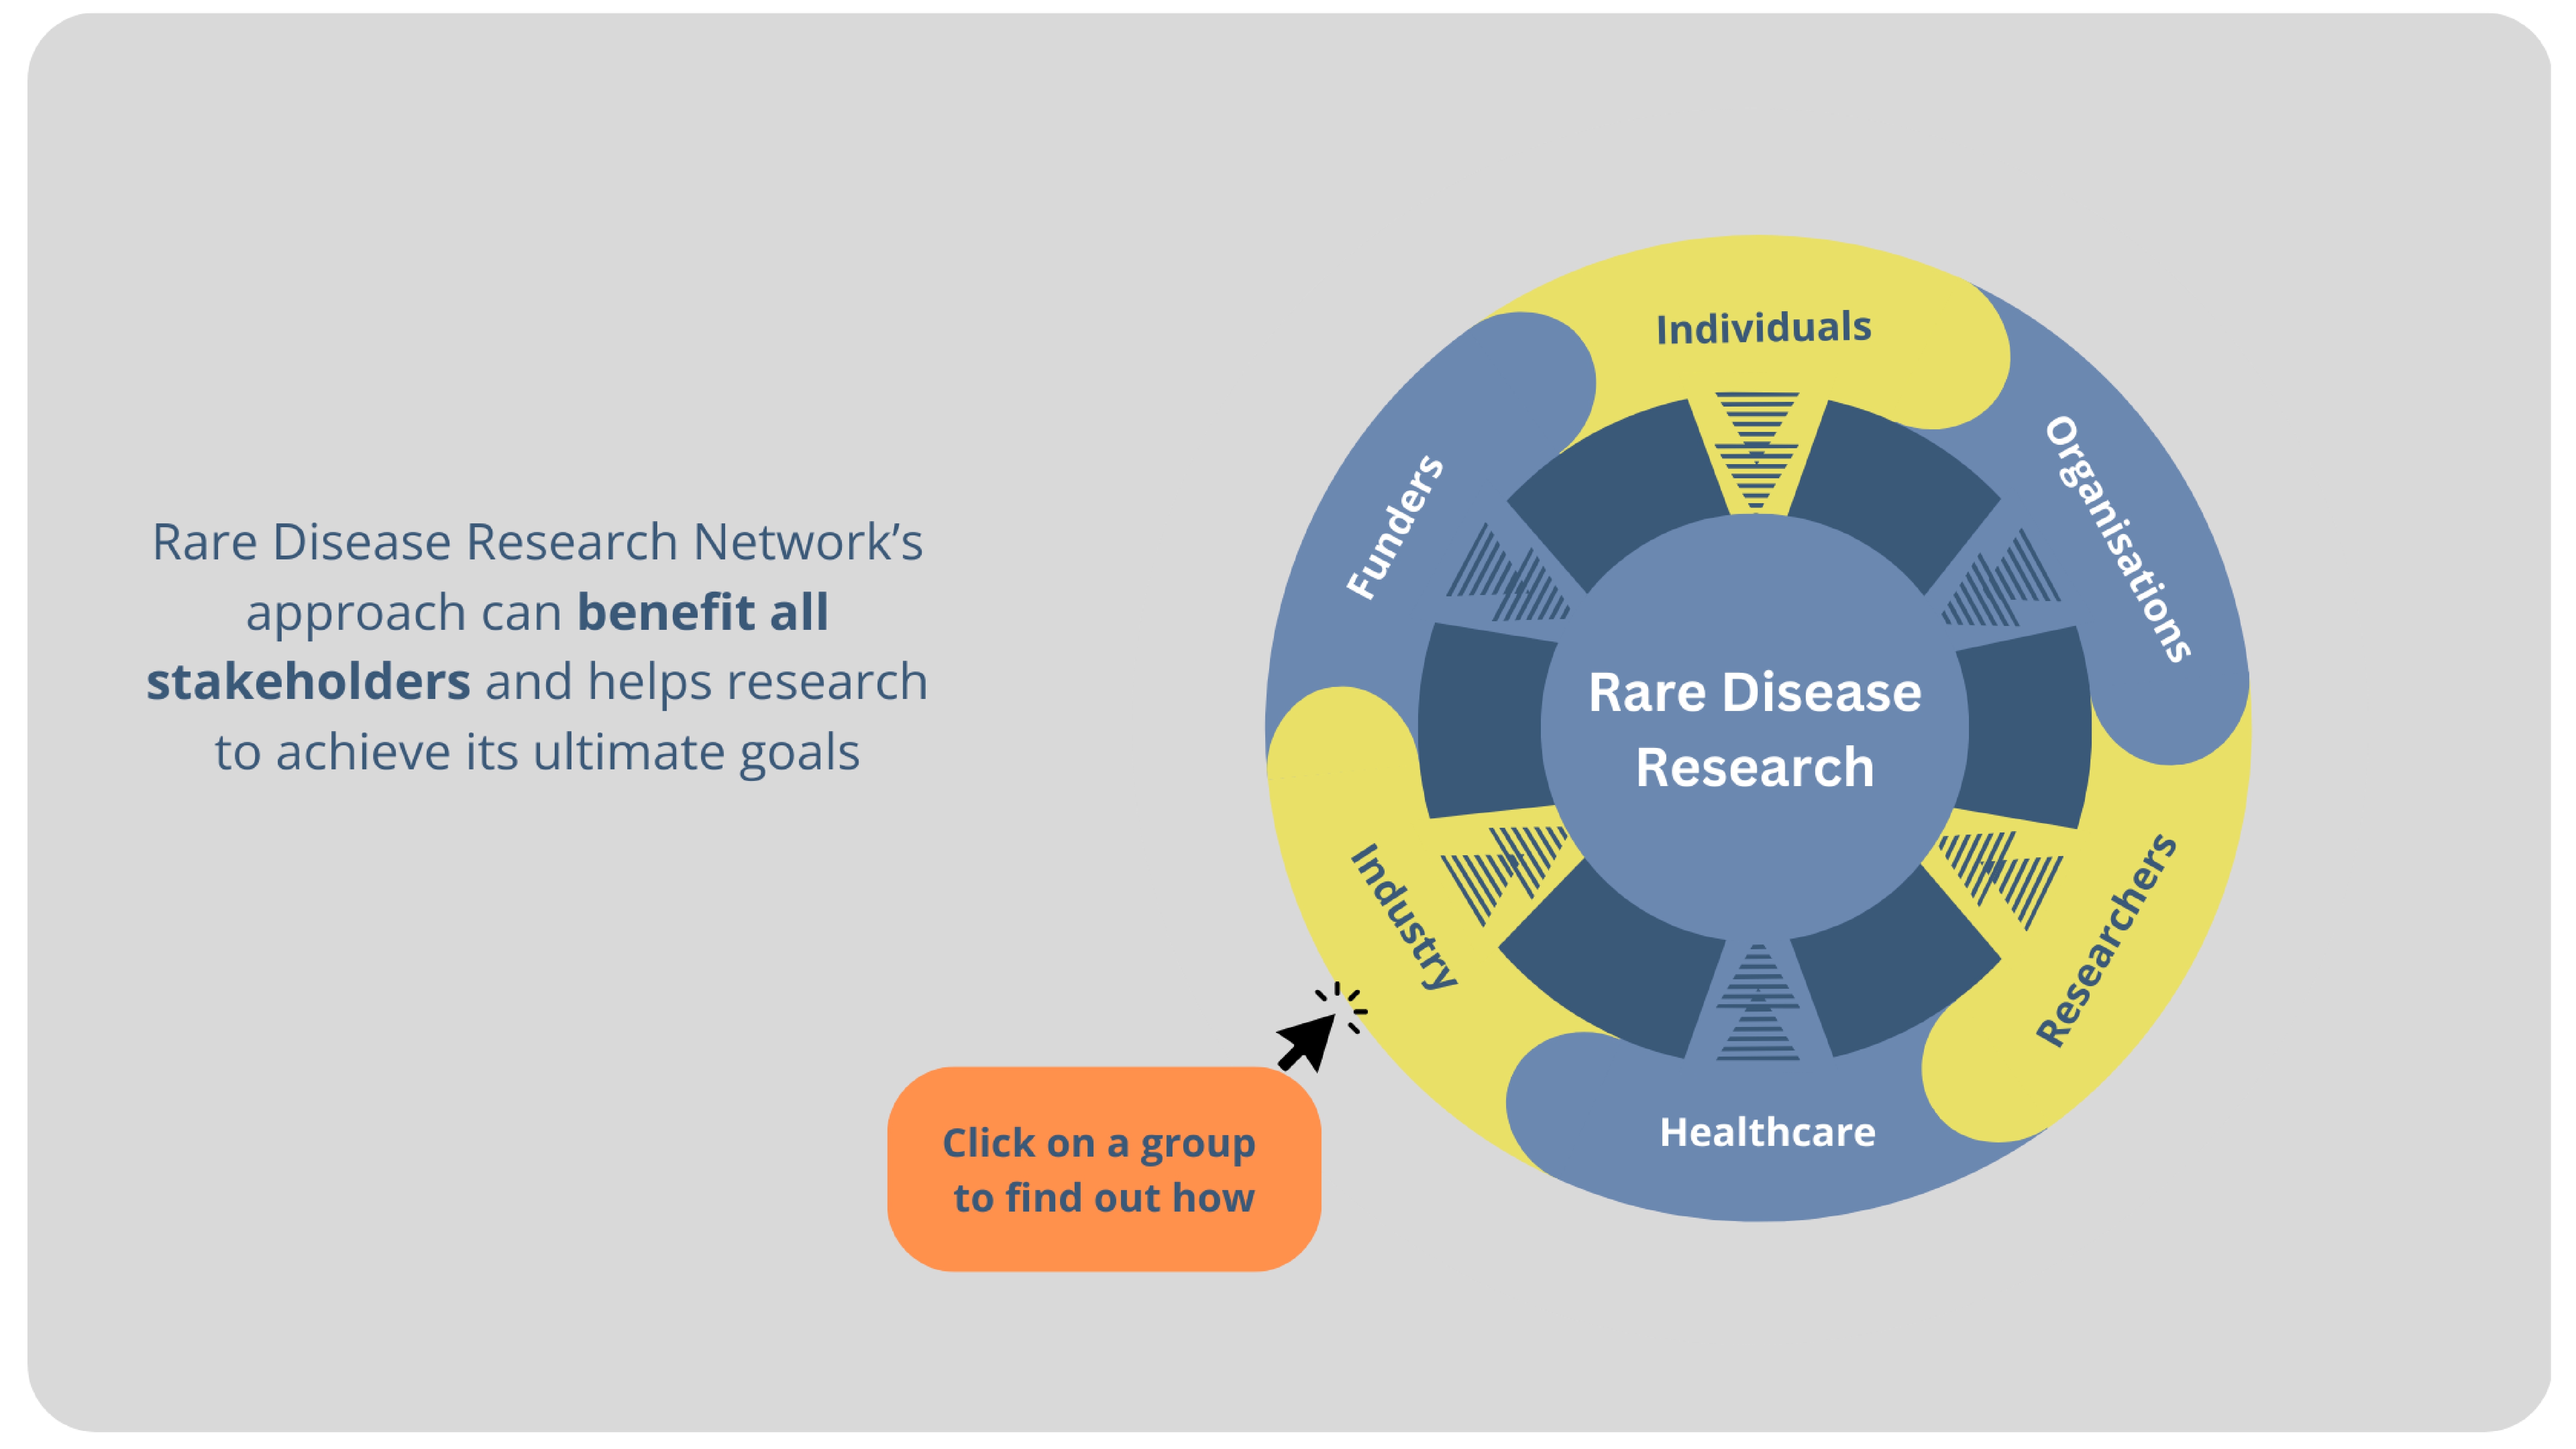 Rare Disease Research Network’s
approach can benefit all
stakeholders and helps research
to achieve its ultimate goals
Individuals
Organisations
Researchers
Healthcare
Industry
Funders
Rare Disease
Research
Click on a group
to find out how